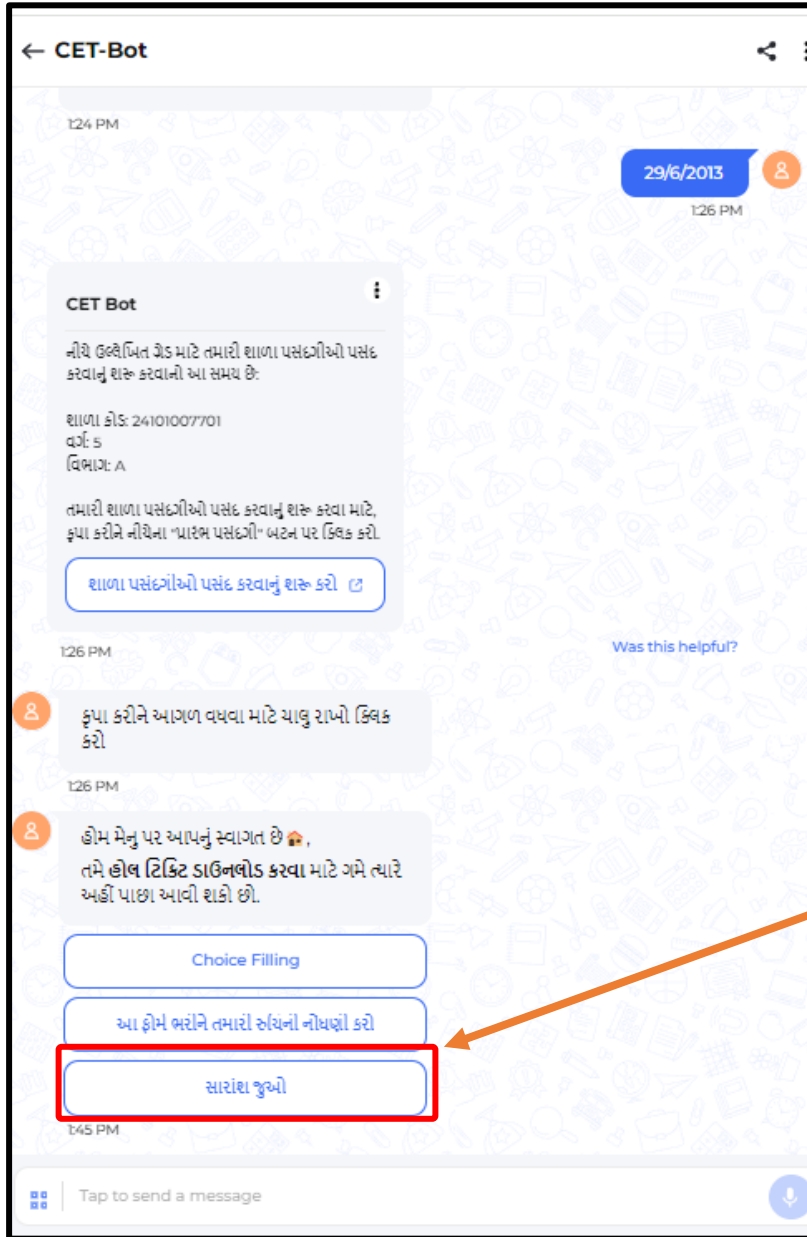 CET-Bot
1:24 PM
29/6/2013
1:26 PM
CET Bot
નીચે ઉલ્લેખિત ગ્રેડ માટે તમારી શાળા પસંદગીઓ પસંદ
કરવાનું શરૂ કરવાનો આ સમય છે:
શાળા કોડ: 24101007701
વર્ગ: 5
વિભાગ: A
તમારી શાળા પસંદગીઓ પસંદ કરવાનું શરૂ કરવા માટે,
કૃપા કરીને નીચેના "પ્રારંભ પસંદગી" બટન પર ક્લિક કરો.
શાળા પસંદગીઓ પસંદ કરવાનું શરૂ કરો
1:26 PM
Was this helpful?
કૃપા કરીને આગળ વધવા માટે ચાલુ રાખો ક્લિક
કરો
1:26 PM
હોમ મેનુ પર આપનું સ્વાગત છે🏠,
તમે હોલ ટિકિટ ડાઉનલોડ કરવા માટે ગમે ત્યારે
અહીં પાછા આવી શકો છો.
Choice Filling
આ ફોર્મ ભરીને તમારી રુચિની નોંધણી કરો
સારાંશ જુઓ
1:45 PM
Tap to send a message